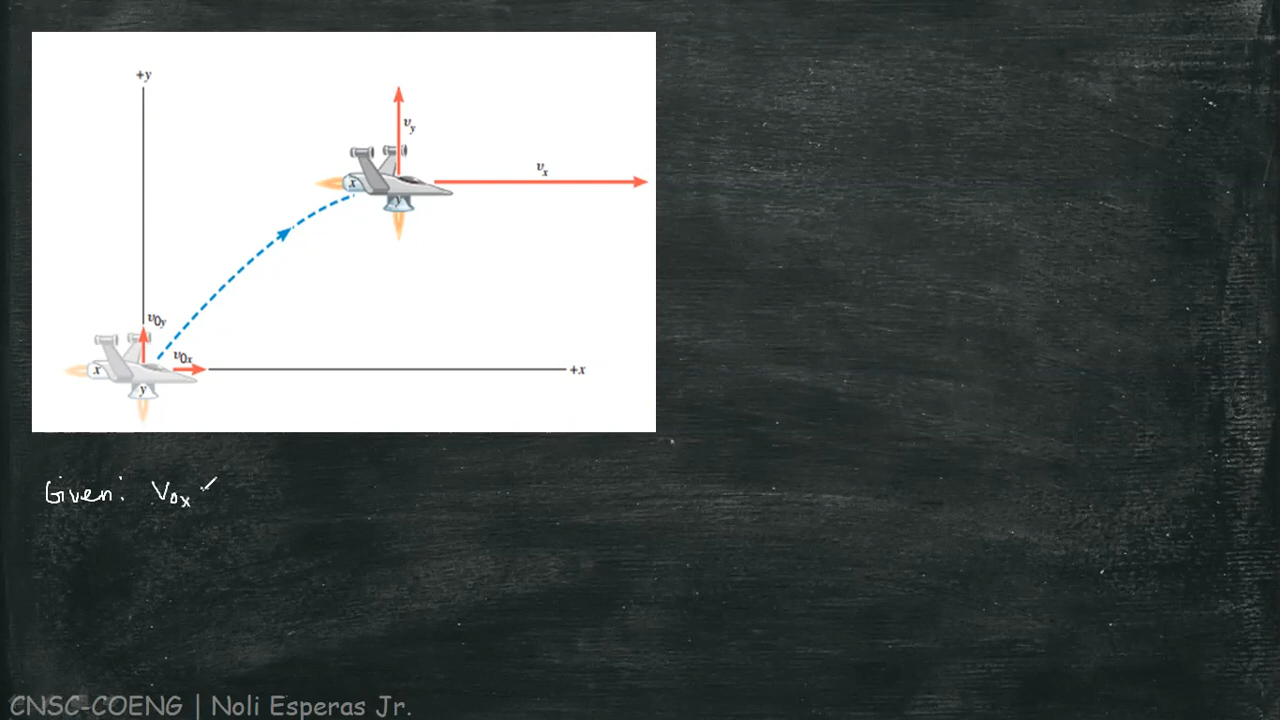 +y
v_y
v_x
x
y
v_0y
v_0x
x
y
+x
Given: V_0x
CNSC-COENG | Noli Esperas Jr.